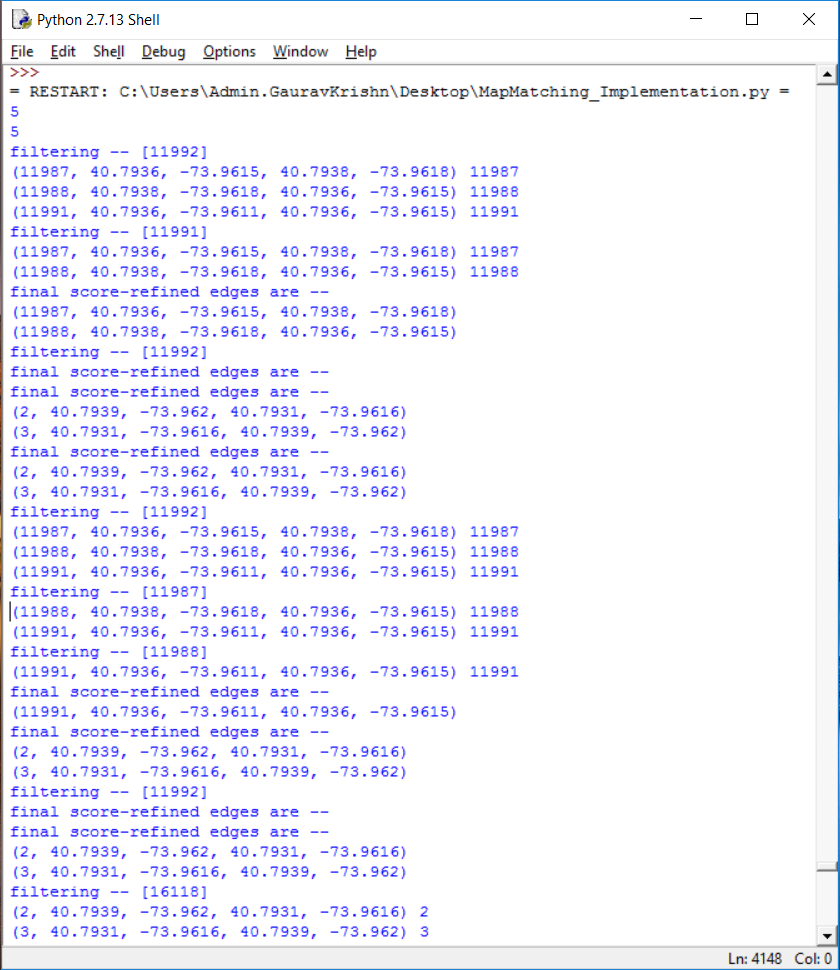 Python 2.7.13 Shell
File Edit Shell Debug Options Window Help
>>>
= RESTART: C:\Users\Admin.GauravKrishn\Desktop\MapMatching_Implementation.py =
5
5
filtering -- [11992]
(11987, 40.7936, -73.9615, 40.7938, -73.9618) 11987
(11988, 40.7938, -73.9618, 40.7936, -73.9615) 11988
(11991, 40.7936, -73.9611, 40.7936, -73.9615) 11991
filtering -- [11991]
(11987, 40.7936, -73.9615, 40.7938, -73.9618) 11987
(11988, 40.7938, -73.9618, 40.7936, -73.9615) 11988
final score-refined edges are --
(11987, 40.7936, -73.9615, 40.7938, -73.9618)
(11988, 40.7938, -73.9618, 40.7936, -73.9615)
filtering -- [11992]
final score-refined edges are --
final score-refined edges are --
(2, 40.7939, -73.962, 40.7931, -73.9616)
(3, 40.7931, -73.9616, 40.7939, -73.962)
final score-refined edges are --
(2, 40.7939, -73.962, 40.7931, -73.9616)
(3, 40.7931, -73.9616, 40.7939, -73.962)
filtering -- [11992]
(11987, 40.7936, -73.9615, 40.7938, -73.9618) 11987
(11988, 40.7938, -73.9618, 40.7936, -73.9615) 11988
(11991, 40.7936, -73.9611, 40.7936, -73.9615) 11991
filtering -- [11987]
(11988, 40.7938, -73.9618, 40.7936, -73.9615) 11988
(11991, 40.7936, -73.9611, 40.7936, -73.9615) 11991
filtering -- [11988]
(11991, 40.7936, -73.9611, 40.7936, -73.9615) 11991
final score-refined edges are --
(11991, 40.7936, -73.9611, 40.7936, -73.9615)
final score-refined edges are --
(2, 40.7939, -73.962, 40.7931, -73.9616)
(3, 40.7931, -73.9616, 40.7939, -73.962)
filtering -- [11992]
final score-refined edges are --
final score-refined edges are --
(2, 40.7939, -73.962, 40.7931, -73.9616)
(3, 40.7931, -73.9616, 40.7939, -73.962)
filtering -- [16118]
(2, 40.7939, -73.962, 40.7931, -73.9616) 2
(3, 40.7931, -73.9616, 40.7939, -73.962) 3
Ln: 4148 Col: 0